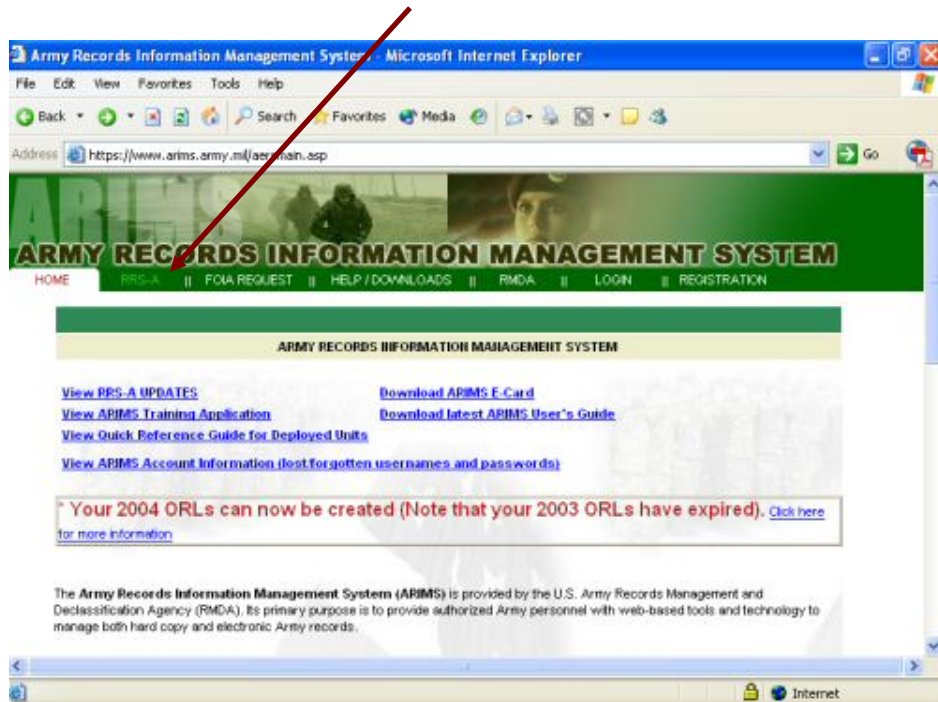 Army Records Information Management System - Microsoft Internet Explorer
File Edit View Favorites Tools Help
Back Search Favorites Media
Address https://www.arims.army.mil/aermain.asp Go
ARIMS
ARMY RECORDS INFORMATION MANAGEMENT SYSTEM
HOME RRS-A || FOIA REQUEST || HELP / DOWNLOADS || RMDA || LOGIN || REGISTRATION
ARMY RECORDS INFORMATION MANAGEMENT SYSTEM
View RRS-A UPDATES Download ARIMS E-Card
View ARIMS Training Application Download latest ARIMS User's Guide
View Quick Reference Guide for Deployed Units
View ARIMS Account Information (lost forgotten usernames and passwords)
* Your 2004 ORLs can now be created (Note that your 2003 ORLs have expired). Click here
for more information
The Army Records Information Management System (ARIMS) is provided by the U.S. Army Records Management and
Declassification Agency (RMDA). Its primary purpose is to provide authorized Army personnel with web-based tools and technology to
manage both hard copy and electronic Army records.
Internet